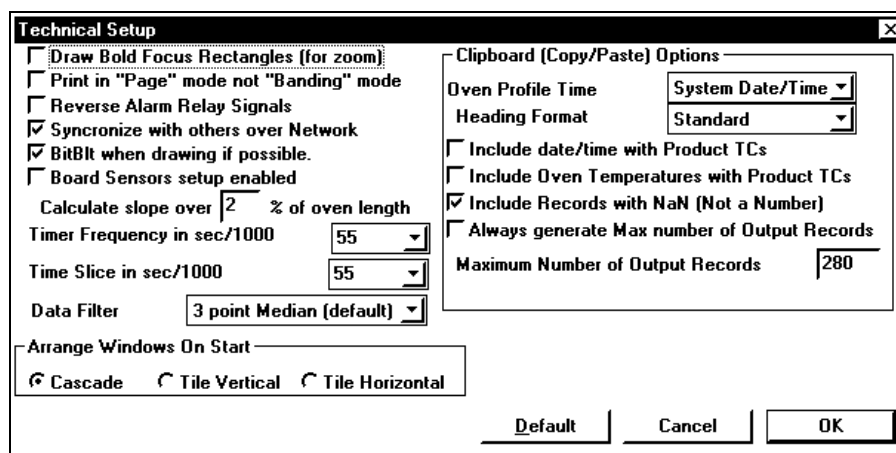 Technical Setup
Draw Bold Focus Rectangles (for zoom)
Print in "Page" mode not "Banding" mode
Reverse Alarm Relay Signals
Syncronize with others over Network
BitBlt when drawing if possible.
Board Sensors setup enabled
Calculate slope over 2 % of oven length
Timer Frequency in sec/1000 55
Time Slice in sec/1000 55
Data Filter 3 point Median (default)
Clipboard (Copy/Paste) Options
Oven Profile Time System Date/Time
Heading Format Standard
Include date/time with Product TCs
Include Oven Temperatures with Product TCs
Include Records with NaN (Not a Number)
Always generate Max number of Output Records
Maximum Number of Output Records 280
Arrange Windows On Start
Cascade Tile Vertical Tile Horizontal
Default Cancel OK